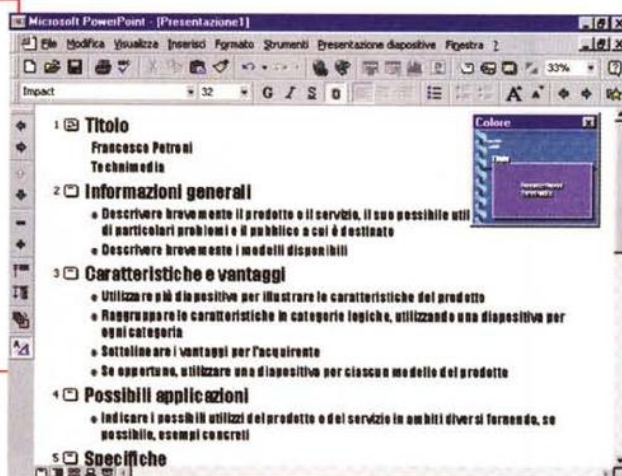 Microsoft PowerPoint - [Presentazione1]
File Modifica Visualizza Inserisci Formato Strumenti Presentazione diapositive Finestra ?
33%
Impact 32 G I S
1 Titolo
Francesco Petroni
Technimedia
Colore
Titolo
2 Informazioni generali
Descrivere brevemente il prodotto o il servizio, il suo possibile util
di particolari problemi e il pubblico a cui è destinato
Descrivere brevemente i modelli disponibili
3 Caratteristiche e vantaggi
Utilizzare più diapositive per illustrare le caratteristiche del prodotto
Raggruppare le caratteristiche in categorie logiche, utilizzando una diapositiva per
ogni categoria
Sottolineare i vantaggi per l'acquirente
Se opportuno, utilizzare una diapositiva per ciascun modello del prodotto
4 Possibili applicazioni
Indicare i possibili utilizzi del prodotto o del servizio in ambiti diversi fornendo, se
possibile, esempi concreti
5 Specifiche